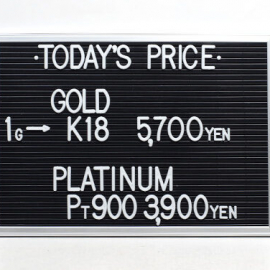 ·TODAY'S PRICE·
GOLD
1G→ K18 5,700YEN
PLATINUM
PT900 3,900YEN